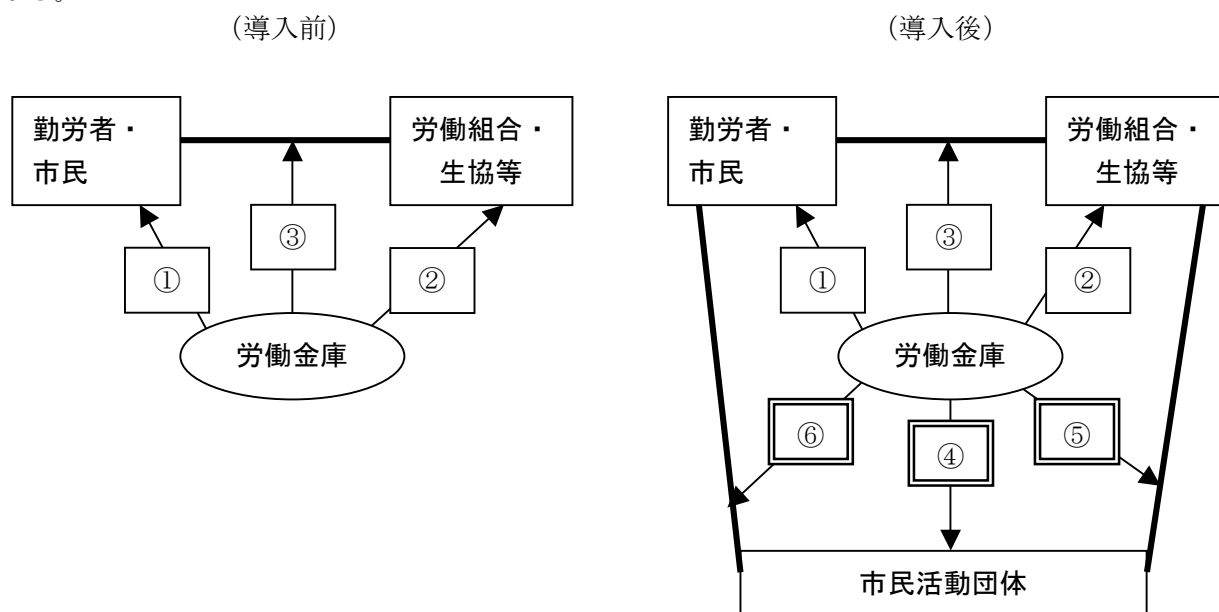 (導入前)
(導入後)
勤労者・
市民
労働組合・
生協等
①
③
②
労働金庫
勤労者・
市民
労働組合・
生協等
①
③
②
労働金庫
⑥
④
⑤
市民活動団体